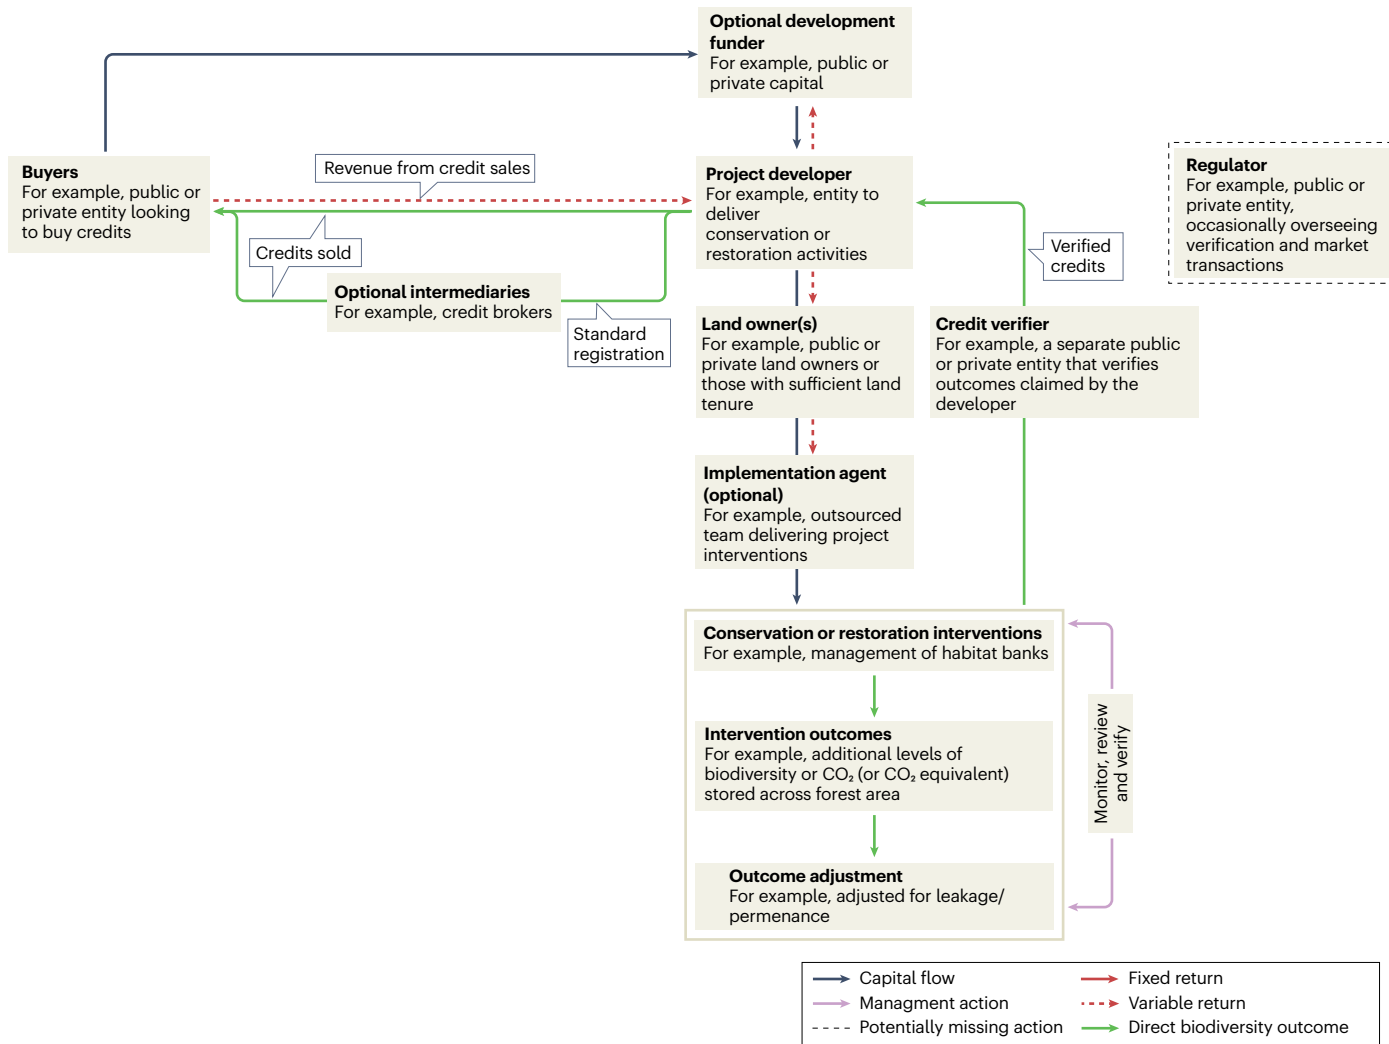 Optional development
funder
For example, public or
private capital
Buyers
For example, public or
private entity looking
to buy credits
Revenue from credit sales
Project developer
For example, entity to
deliver
conservation or
restoration activities
Regulator
For example, public or
private entity,
occasionally overseeing
verification and market
transactions
Credits sold
Verified
credits
Optional intermediaries
For example, credit brokers
Standard
registration
Land owner(s)
For example, public or
private land owners or
those with sufficient land
tenure
Credit verifier
For example, a separate public
or private entity that verifies
outcomes claimed by the
developer
Implementation agent
(optional)
For example, outsourced
team delivering project
interventions
Conservation or restoration interventions
For example, management of habitat banks
Intervention outcomes
For example, additional levels of
biodiversity or CO₂ (or CO₂ equivalent)
stored across forest area
Monitor, review
and verify
Outcome adjustment
For example, adjusted for leakage/
permenance
Capital flow
Fixed return
Managment action
Variable return
Potentially missing action
Direct biodiversity outcome